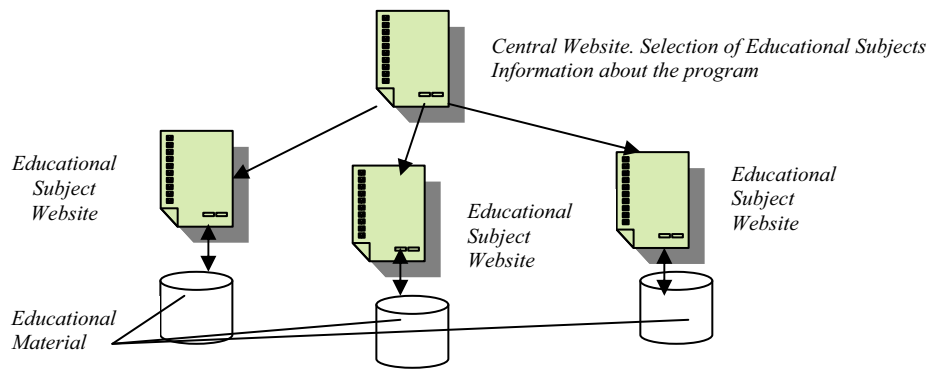 Central Website. Selection of Educational Subjects
Information about the program
Educational
Subject
Website
Educational
Subject
Website
Educational
Subject
Website
Educational
Material